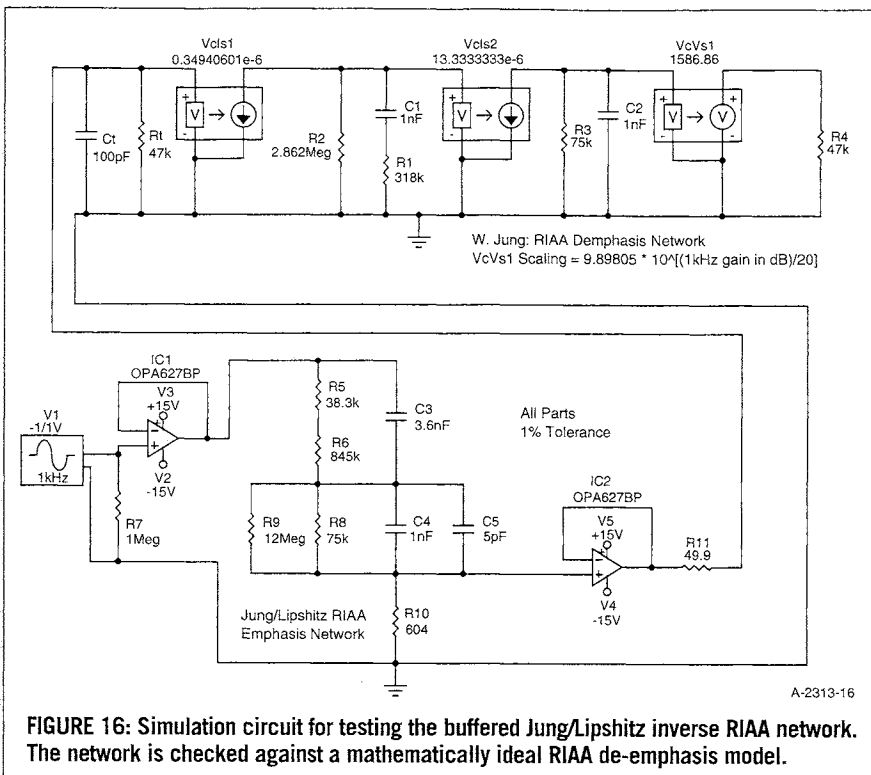 VcIs1
0.34940601e-6
VcIs2
13.3333333e-6
VcVs1
1586.86
+
V
-
+
V
-
+
V
-
+
V
-
Ct
100pF
Rt
47k
R2
2.862Meg
C1
1nF
R1
318k
R3
75k
C2
1nF
R4
47k
W. Jung: RIAA Demphasis Network
VcVs1 Scaling = 9.89805 * 10^[(1kHz gain in dB)/20]
IC1
OPA627BP
V3
+15V
-
+
V2
-15V
V1
-1/1V
1kHz
R7
1Meg
R5
38.3k
R6
845k
C3
3.6nF
All Parts
1% Tolerance
R9
12Meg
R8
75k
C4
1nF
C5
5pF
IC2
OPA627BP
V5
+15V
-
+
V4
-15V
R11
49.9
R10
604
Jung/Lipshitz RIAA
Emphasis Network
A-2313-16
FIGURE 16: Simulation circuit for testing the buffered Jung/Lipshitz inverse RIAA network.
The network is checked against a mathematically ideal RIAA de-emphasis model.